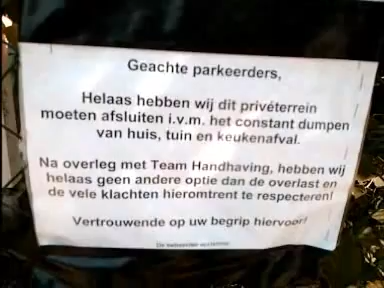 Geachte parkeerders,
Helaas hebben wij dit privéterrein
moeten afsluiten i.v.m. het constant dumpen
van huis, tuin en keukenafval.
Na overleg met Team Handhaving, hebben wij
helaas geen andere optie dan de overlast en
de vele klachten hieromtrent te respecteren!
Vertrouwende op uw begrip hiervoor!